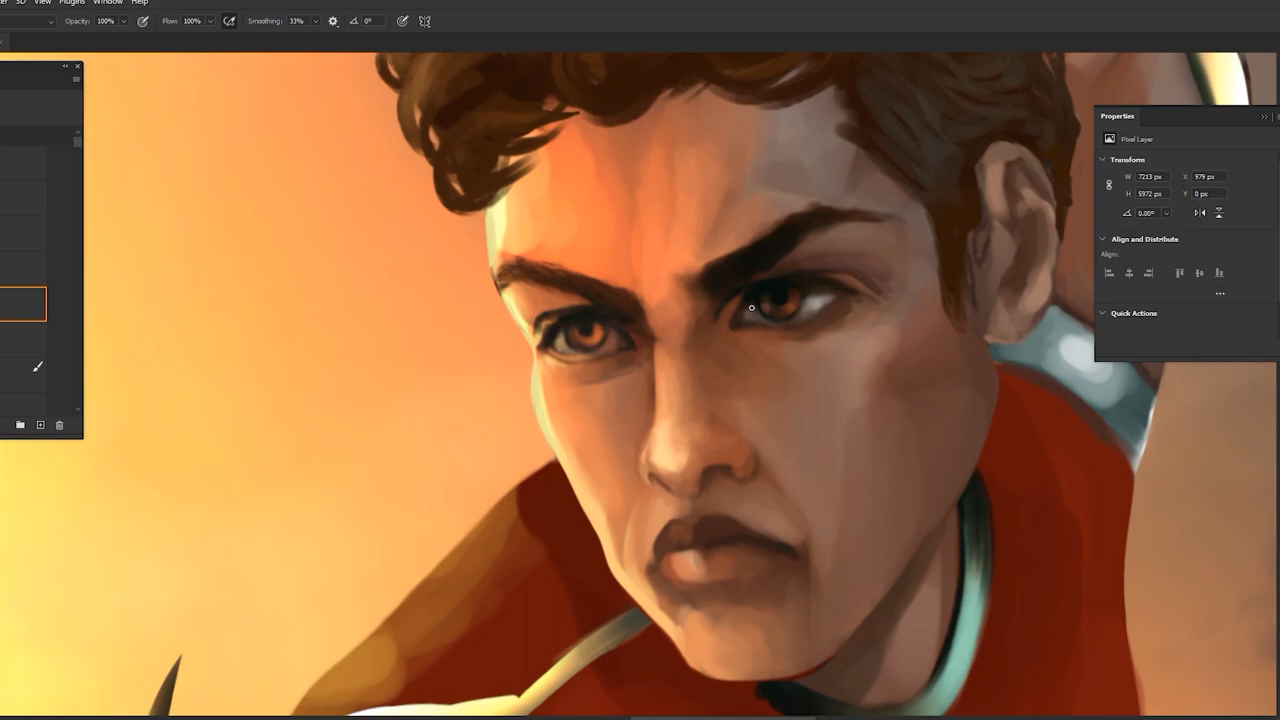 3D View Plugins Window Help
Opacity: 100% Flow: 100% Smoothing: 33% 0°
Properties
Pixel Layer
Transform
W 7213 px X 979 px
H 5972 px Y 0 px
0.00°
Align and Distribute
Align:
Quick Actions